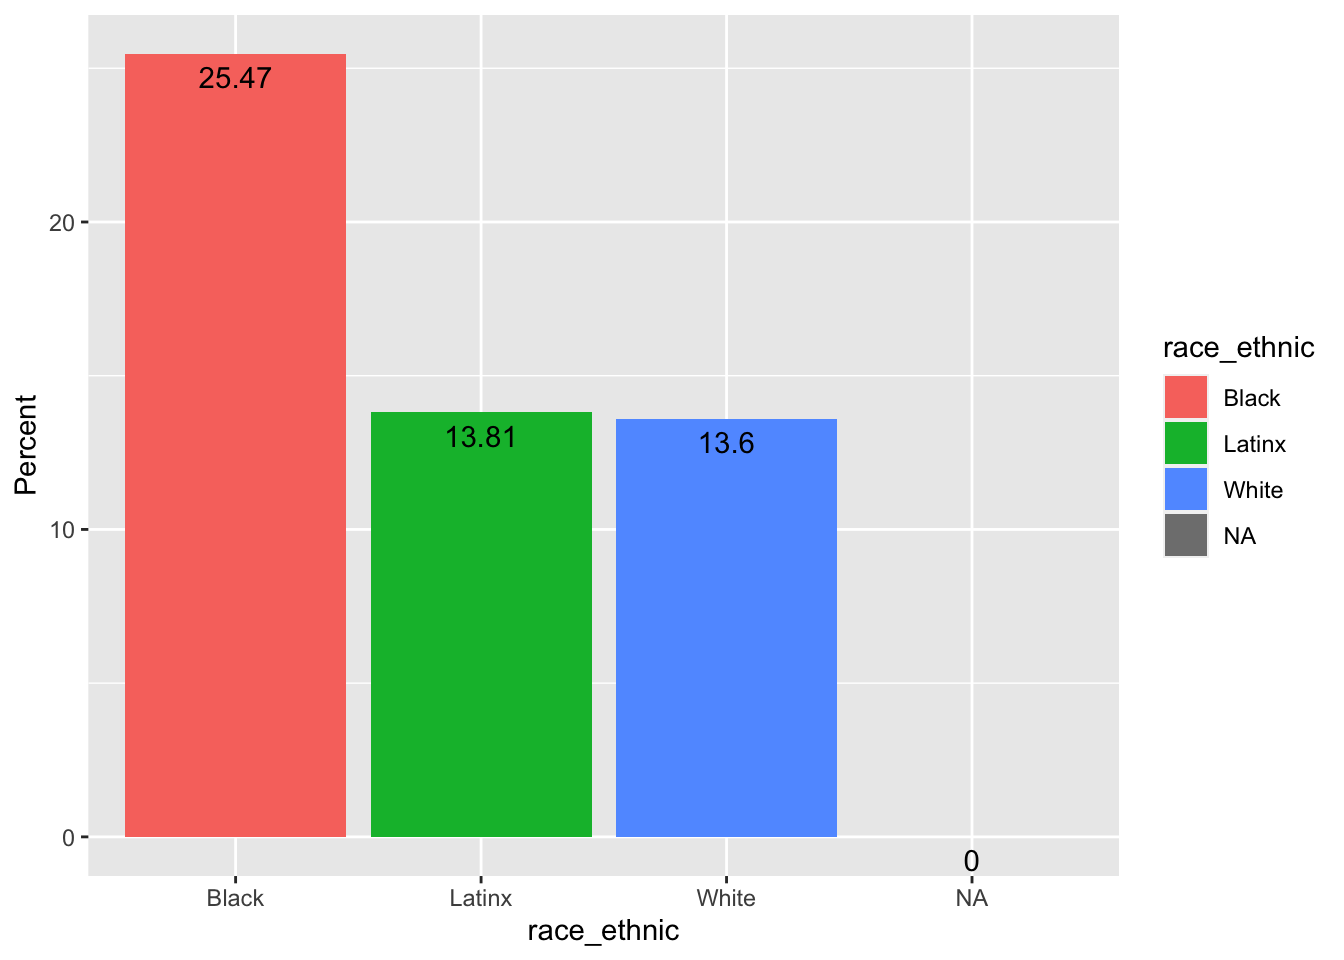 25.47
13.81
13.6
0
20
10
0
Percent
Black
Latinx
White
NA
race_ethnic
race_ethnic
Black
Latinx
White
NA